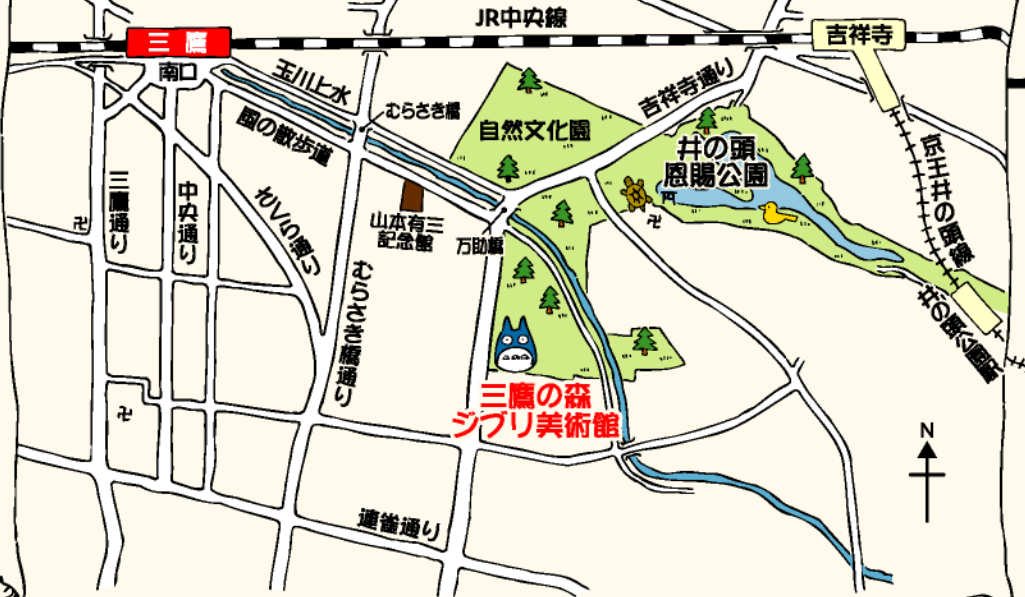 JR中央線
三鷹
吉祥寺
南口
玉川上水
むらさき橋
風の散歩道
自然文化園
吉祥寺通り
井の頭
恩賜公園
京王井の頭線
三鷹通り
中央通り
山本有三
記念館
万助橋
むらさき橋通り
井の頭公園駅
三鷹の森
ジブリ美術館
連雀通り
N